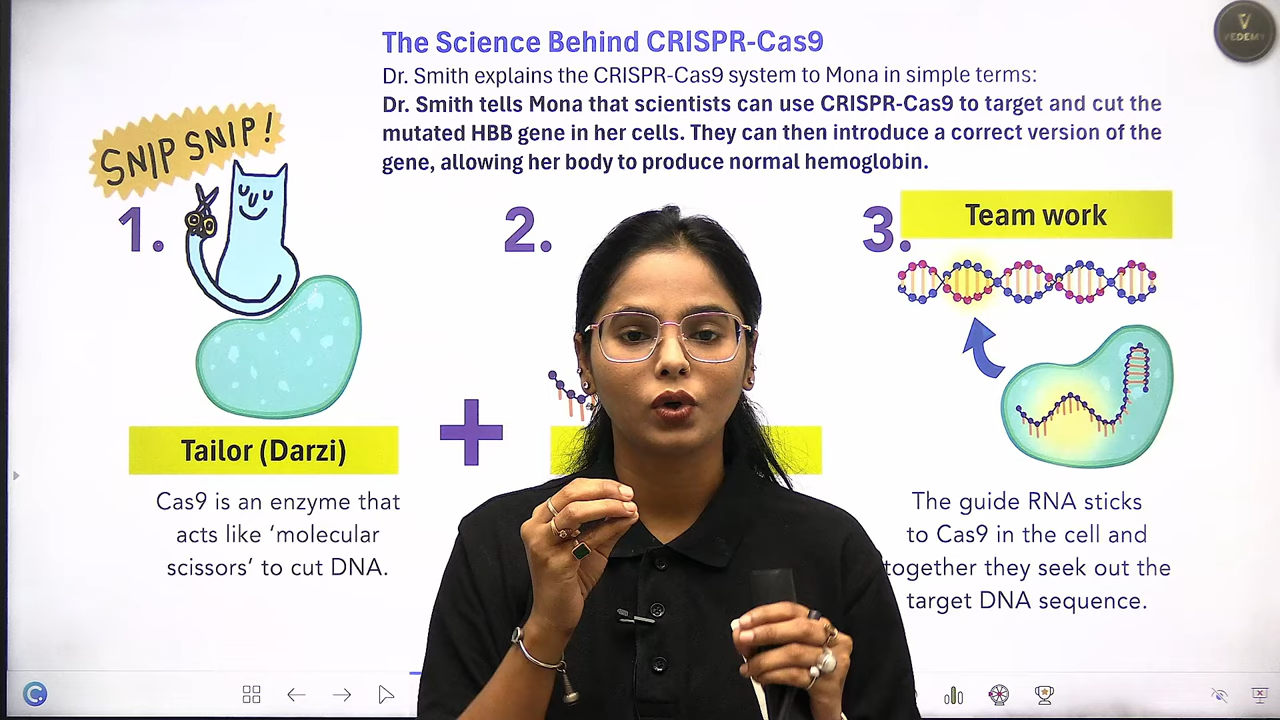 The Science Behind CRISPR-Cas9
Dr. Smith explains the CRISPR-Cas9 system to Mona in simple terms:
Dr. Smith tells Mona that scientists can use CRISPR-Cas9 to target and cut the
mutated HBB gene in her cells. They can then introduce a correct version of the
gene, allowing her body to produce normal hemoglobin.
V
VEDEMY
SNIP SNIP!
1.
Tailor (Darzi)
Cas9 is an enzyme that
acts like ‘molecular
scissors’ to cut DNA.
+
2.
3.
Team work
The guide RNA sticks
to Cas9 in the cell and
together they seek out the
target DNA sequence.
C